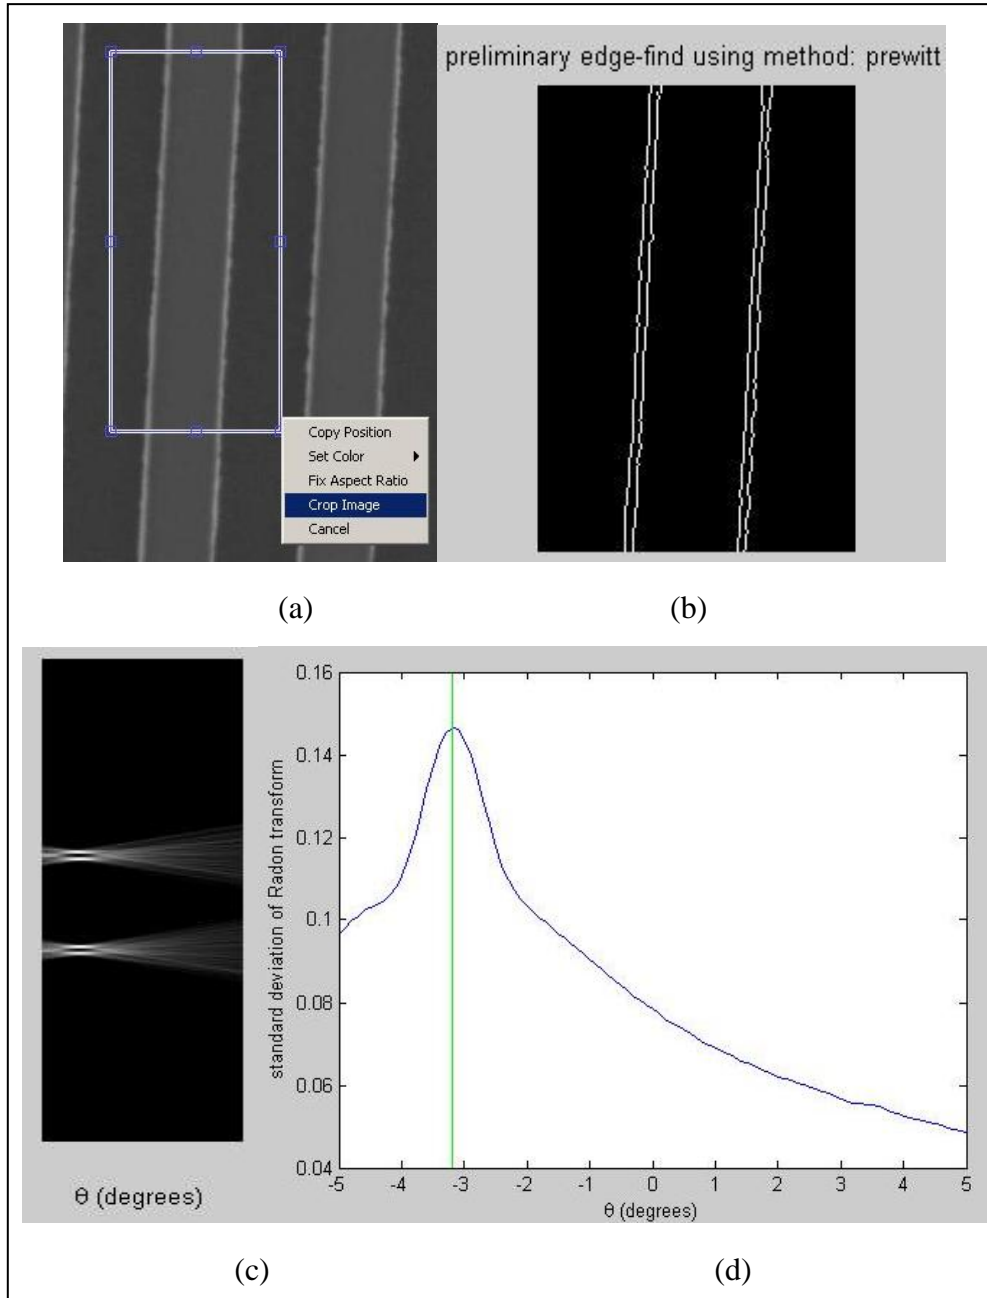 preliminary edge-find using method: prewitt
Copy Position
Set Color
Fix Aspect Ratio
Crop Image
Cancel
(a)
(b)
θ (degrees)
standard deviation of Radon transform
0.16
0.14
0.12
0.1
0.08
0.06
0.04
-5 -4 -3 -2 -1 0 1 2 3 4 5
θ (degrees)
(c)
(d)